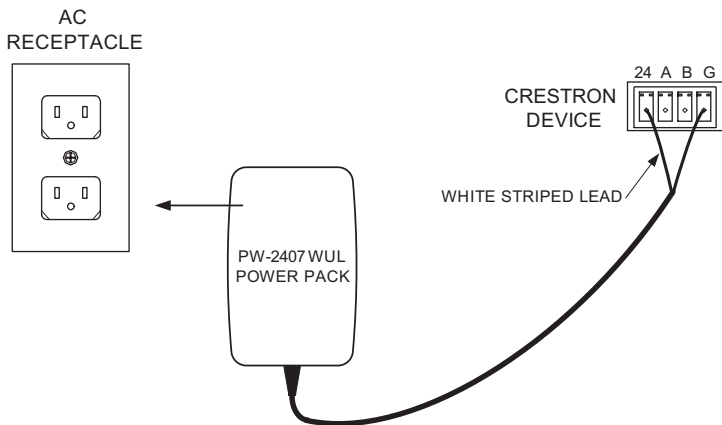 AC
RECEPTACLE
24 A B G
CRESTRON
DEVICE
WHITE STRIPED LEAD
PW-2407WUL
POWER PACK